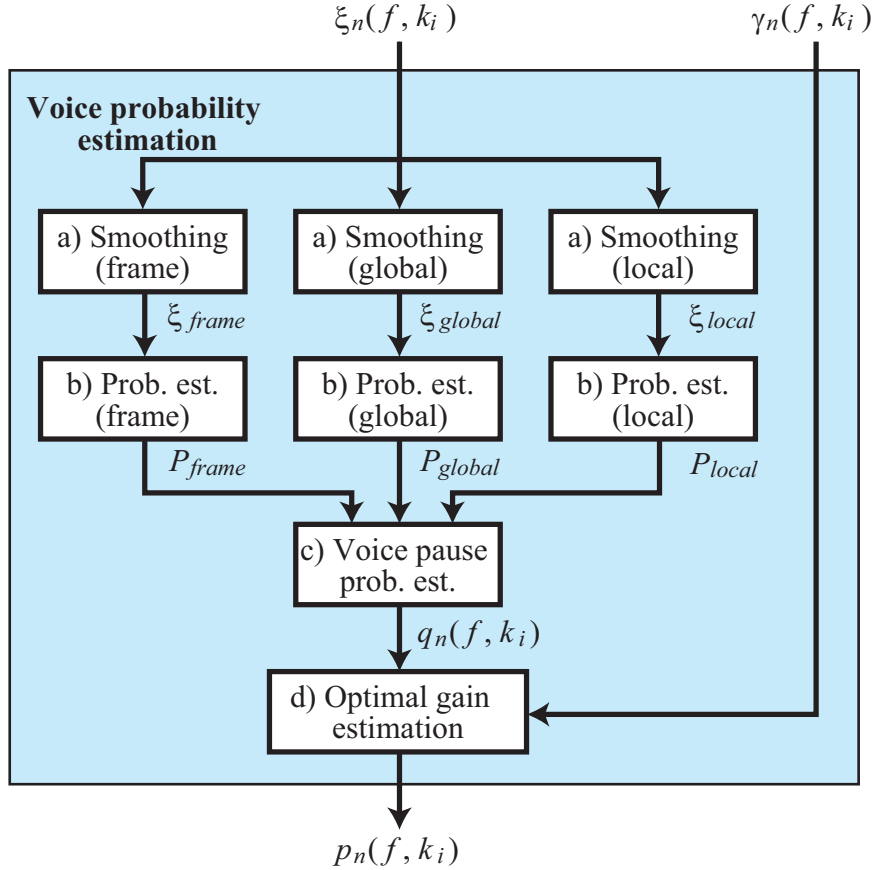 ξn(f, ki)
γn(f, ki)
Voice probability
estimation
a) Smoothing
(frame)
a) Smoothing
(global)
a) Smoothing
(local)
ξframe
ξglobal
ξlocal
b) Prob. est.
(frame)
b) Prob. est.
(global)
b) Prob. est.
(local)
Pframe
Pglobal
Plocal
c) Voice pause
prob. est.
qn(f, ki)
d) Optimal gain
estimation
pn(f, ki)